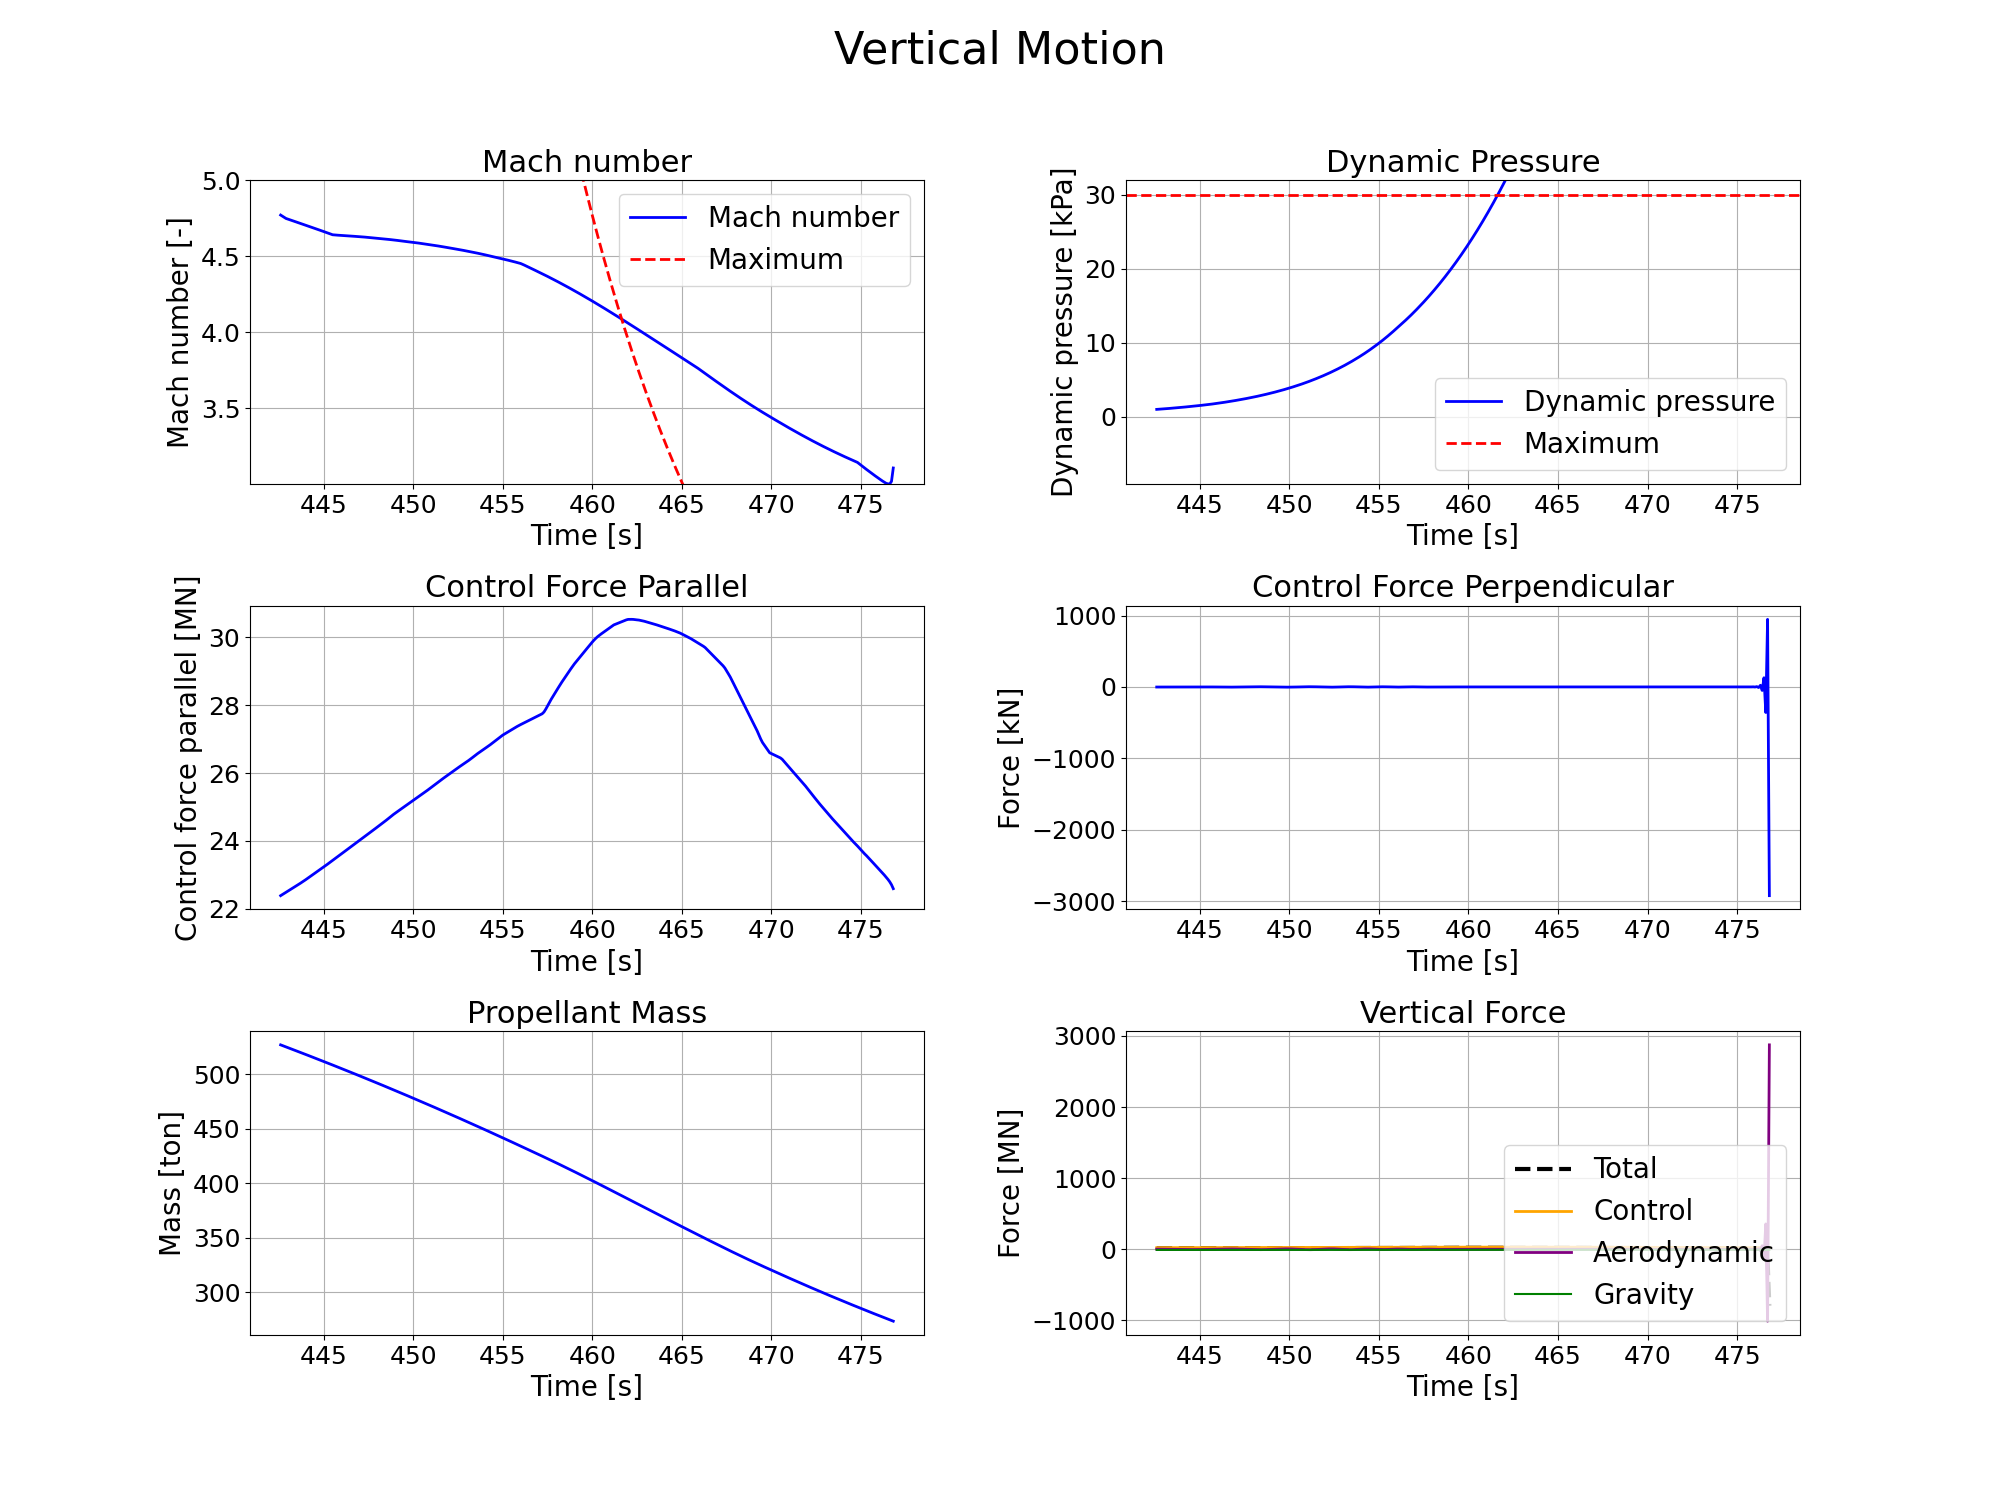 Vertical Motion
Mach number
Mach number [-]
5.0
4.5
4.0
3.5
Mach number
Maximum
445 450 455 460 465 470 475
Time [s]
Dynamic Pressure
Dynamic pressure [kPa]
30
20
10
0
Dynamic pressure
Maximum
445 450 455 460 465 470 475
Time [s]
Control Force Parallel
Control force parallel [MN]
30
28
26
24
22
445 450 455 460 465 470 475
Time [s]
Control Force Perpendicular
Force [kN]
1000
0
−1000
−2000
−3000
445 450 455 460 465 470 475
Time [s]
Propellant Mass
Mass [ton]
500
450
400
350
300
445 450 455 460 465 470 475
Time [s]
Vertical Force
Force [MN]
3000
2000
1000
0
−1000
Total
Control
Aerodynamic
Gravity
445 450 455 460 465 470 475
Time [s]